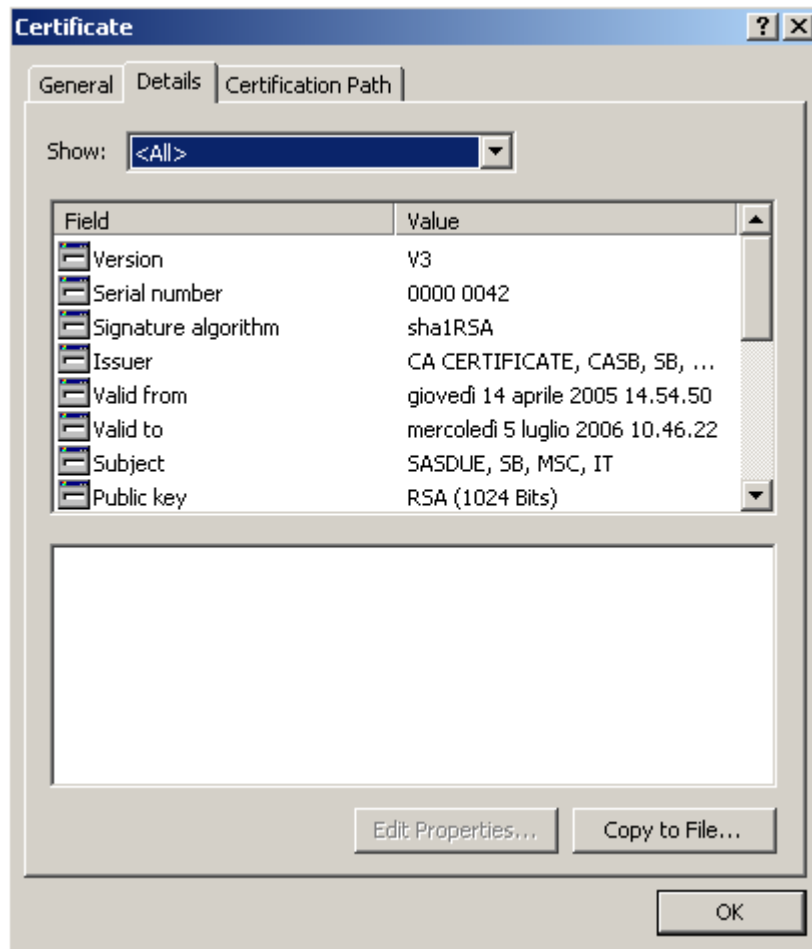 Certificate
General Details Certification Path
Show: <All>
Field Value
Version V3
Serial number 0000 0042
Signature algorithm sha1RSA
Issuer CA CERTIFICATE, CASB, SB, ...
Valid from giovedì 14 aprile 2005 14.54.50
Valid to mercoledì 5 luglio 2006 10.46.22
Subject SASDUE, SB, MSC, IT
Public key RSA (1024 Bits)
Edit Properties... Copy to File...
OK